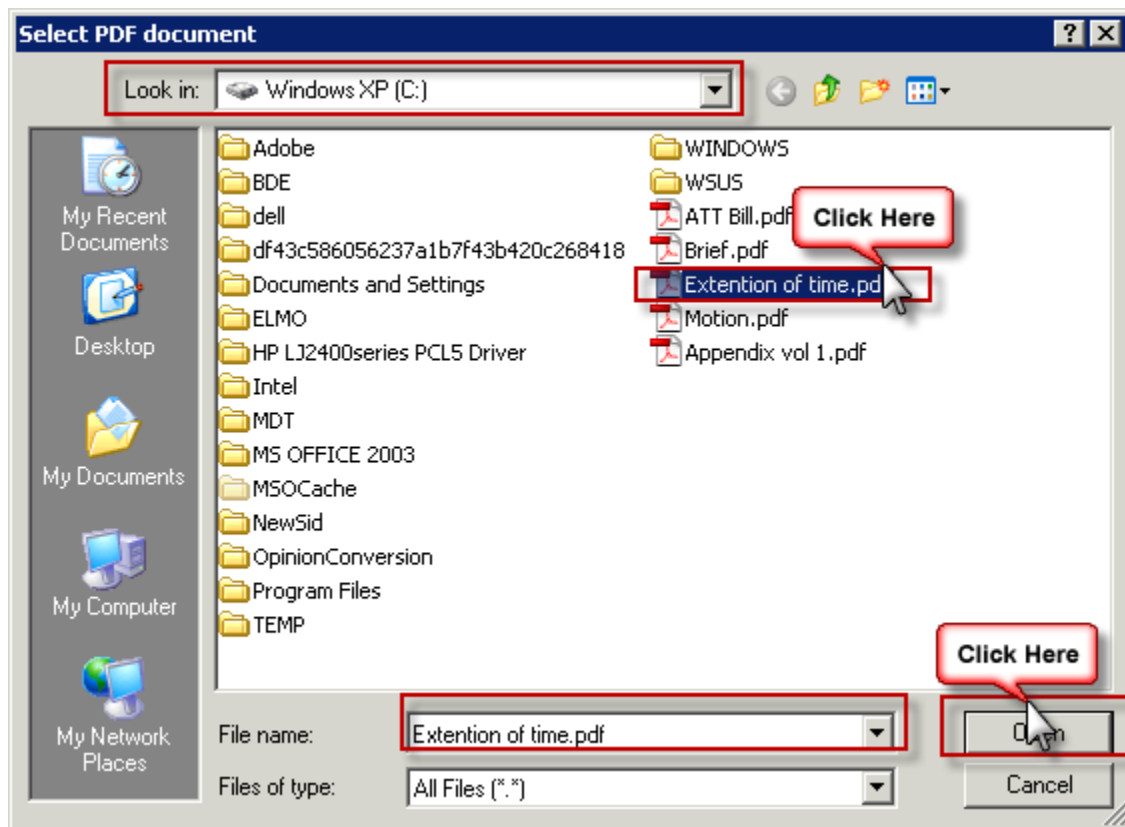 Select PDF document
Look in:
Windows XP (C:)
My Recent
Documents
Desktop
My Documents
My Computer
My Network
Places
Adobe
BDE
dell
df43c586056237a1b7f43b420c268418
Documents and Settings
ELMO
HP LJ2400series PCL5 Driver
Intel
MDT
MS OFFICE 2003
MSOCache
NewSid
OpinionConversion
Program Files
TEMP
WINDOWS
WSUS
ATT Bill.pdf
Brief.pdf
Extention of time.pd
Motion.pdf
Appendix vol 1.pdf
Click Here
Click Here
File name:
Extention of time.pdf
Open
Files of type:
All Files (*.*)
Cancel